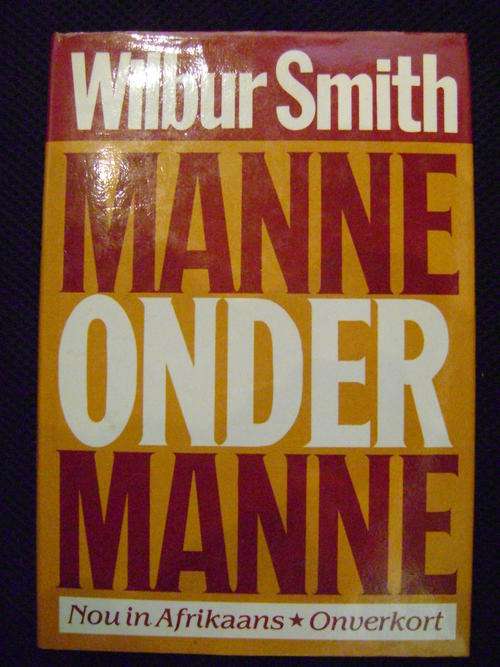 Wilbur Smith
MANNE
ONDER
MANNE
Nou in Afrikaans ★ Onverkort